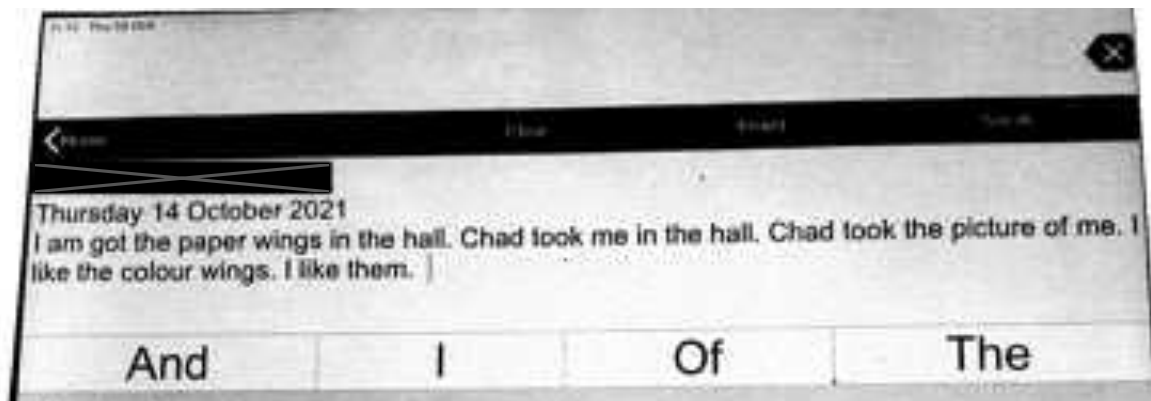 Thursday 14 October 2021
I am got the paper wings in the hall. Chad took me in the hall. Chad took the picture of me. I
like the colour wings. I like them.
And I Of The